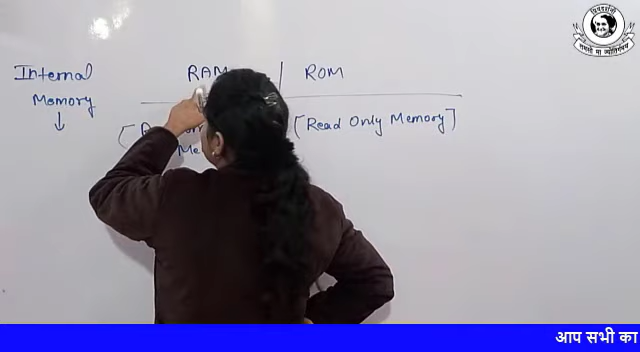 Internal
Memory
↓
RAM | ROM
[Read Only Memory]
आप सभी का